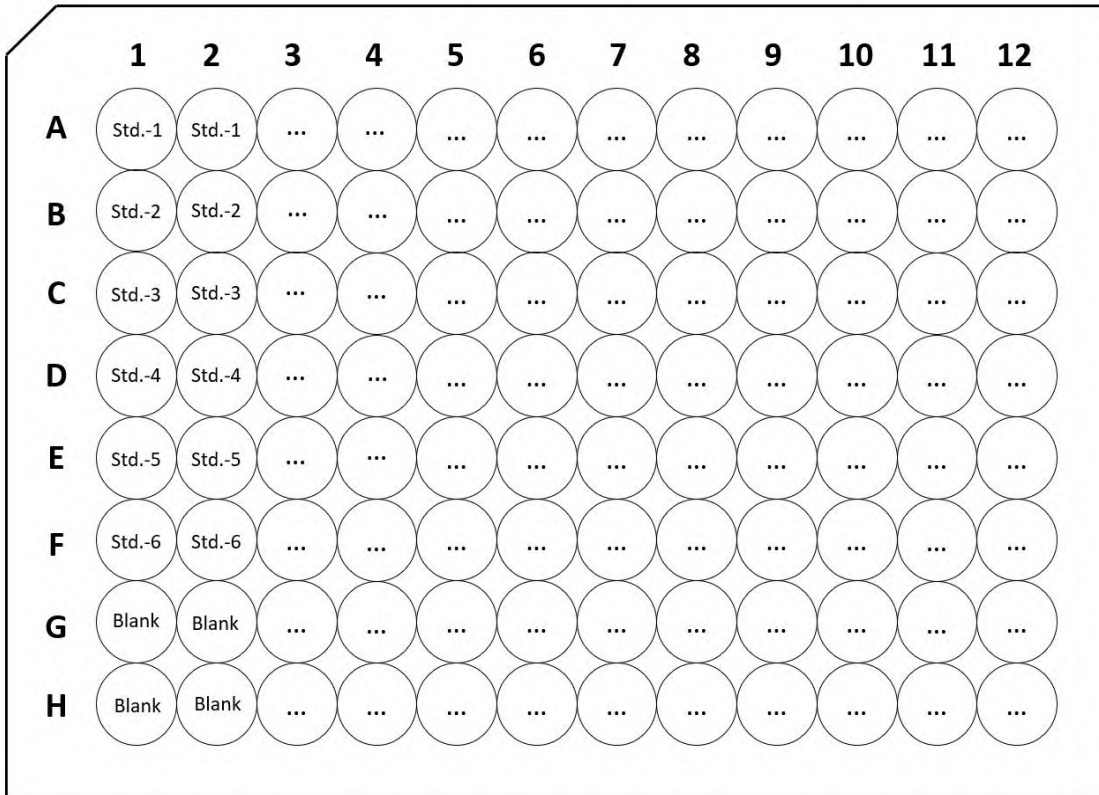 1 2 3 4 5 6 7 8 9 10 11 12
A Std.-1 Std.-1 ... ... ... ... ... ... ... ... ... ...
B Std.-2 Std.-2 ... ... ... ... ... ... ... ... ... ...
C Std.-3 Std.-3 ... ... ... ... ... ... ... ... ... ...
D Std.-4 Std.-4 ... ... ... ... ... ... ... ... ... ...
E Std.-5 Std.-5 ... ... ... ... ... ... ... ... ... ...
F Std.-6 Std.-6 ... ... ... ... ... ... ... ... ... ...
G Blank Blank ... ... ... ... ... ... ... ... ... ...
H Blank Blank ... ... ... ... ... ... ... ... ... ...